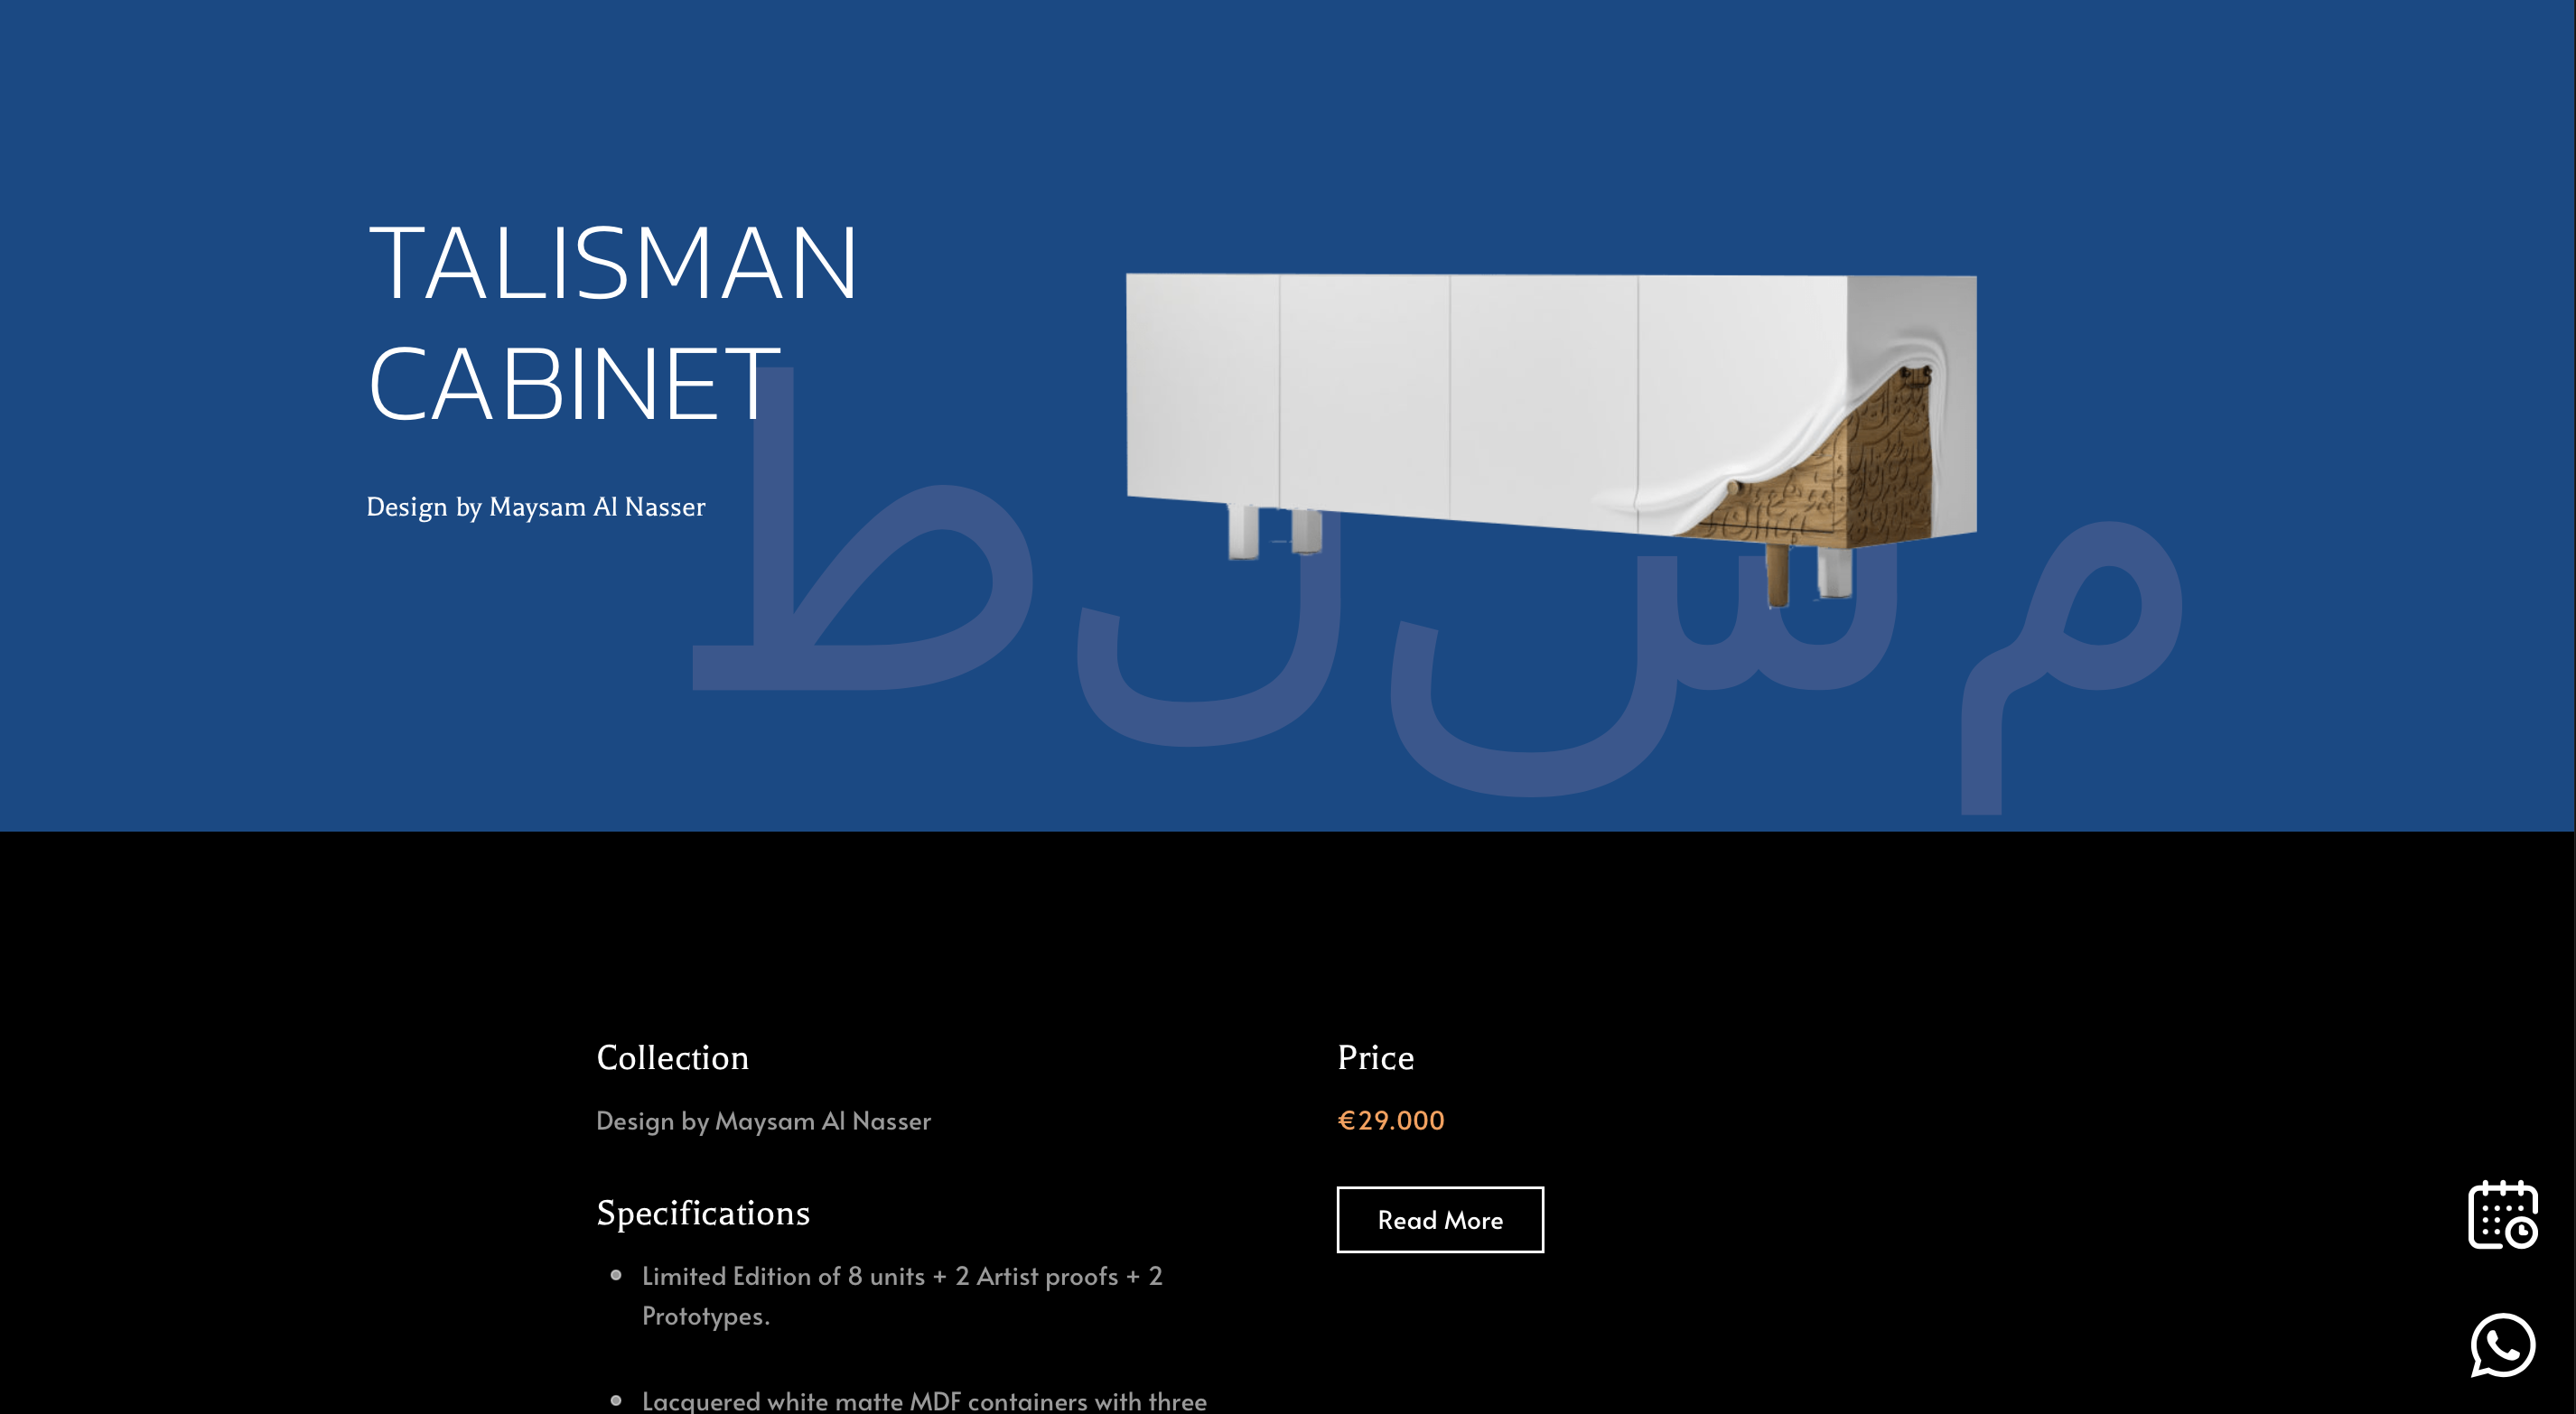 TALISMAN
CABINET
Design by Maysam Al Nasser
م س ں ط
Collection
Design by Maysam Al Nasser
Price
€29.000
Read More
Specifications
Limited Edition of 8 units + 2 Artist proofs + 2
Prototypes.
Lacquered white matte MDF containers with three